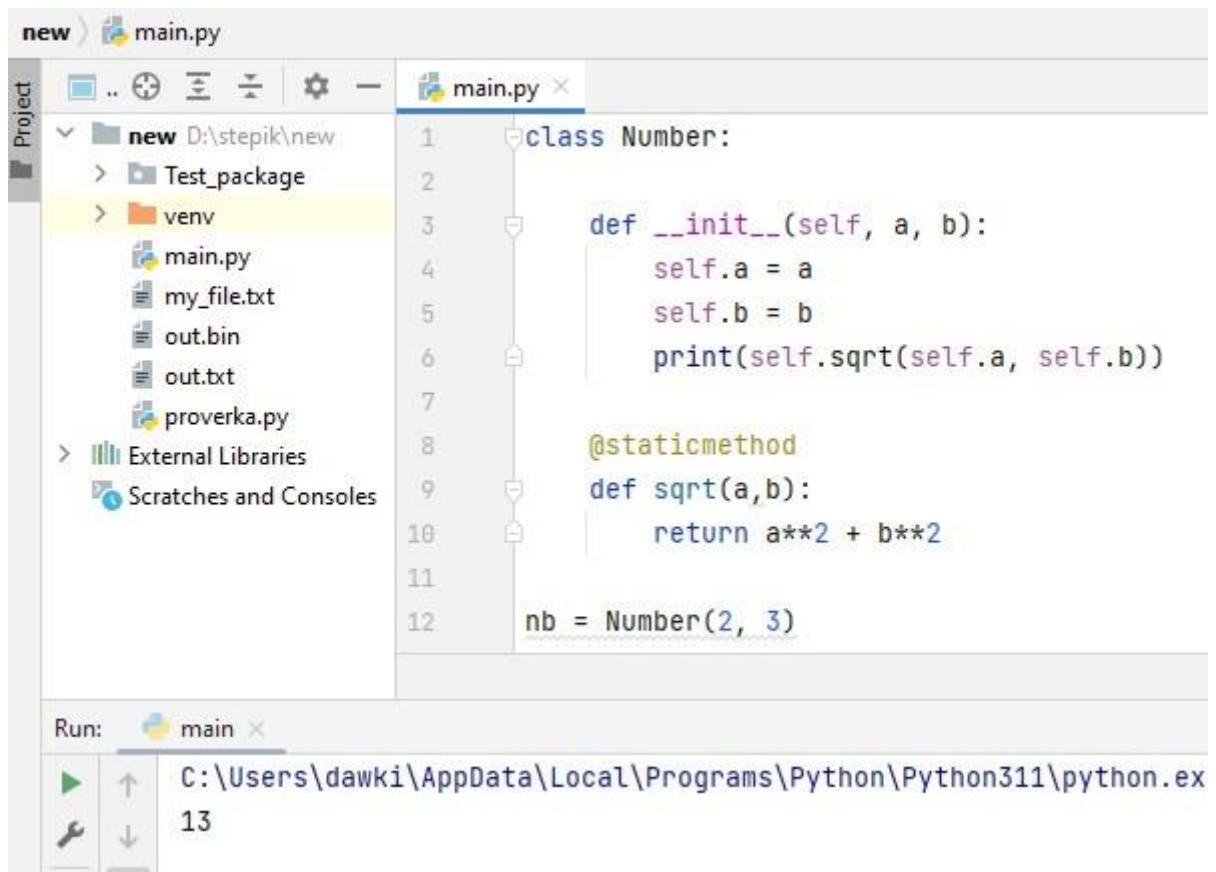 new main.py
Project
..
main.py
new D:\stepik\new
Test_package
venv
main.py
my_file.txt
out.bin
out.txt
proverka.py
External Libraries
Scratches and Consoles
1 class Number:
2
3     def __init__(self, a, b):
4         self.a = a
5         self.b = b
6         print(self.sqrt(self.a, self.b))
7
8     @staticmethod
9     def sqrt(a,b):
10         return a**2 + b**2
11
12 nb = Number(2, 3)
Run: main
C:\Users\dawki\AppData\Local\Programs\Python\Python311\python.ex
13